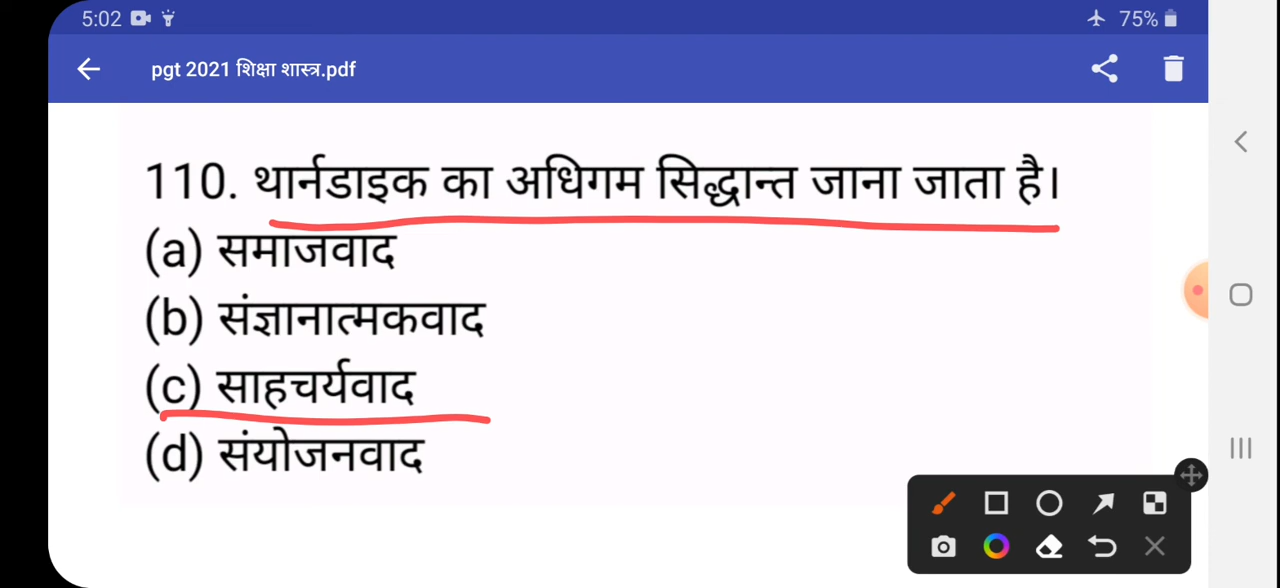 5:02 75%
pgt 2021 शिक्षा शास्त्र.pdf
110. थार्नडाइक का अधिगम सिद्धान्त जाना जाता है।
(a) समाजवाद
(b) संज्ञानात्मकवाद
(c) साहचर्यवाद
(d) संयोजनवाद